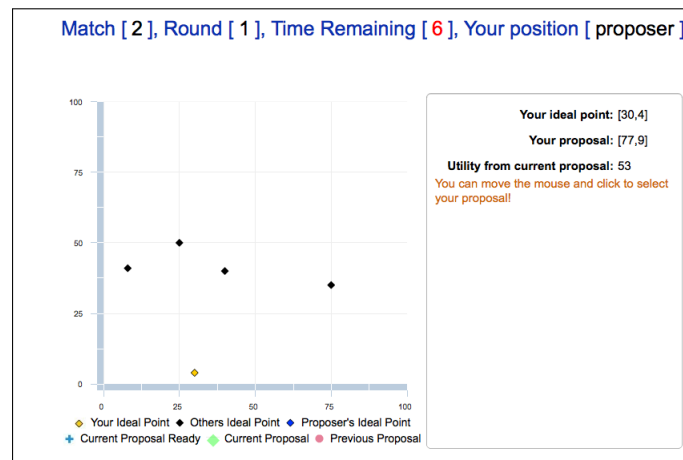 Match [ 2 ], Round [ 1 ], Time Remaining [ 6 ], Your position [ proposer ]
100
75
50
25
0
0 25 50 75 100
Your Ideal Point Others Ideal Point Proposer's Ideal Point
Current Proposal Ready Current Proposal Previous Proposal
Your ideal point: [30,4]
Your proposal: [77,9]
Utility from current proposal: 53
You can move the mouse and click to select
your proposal!